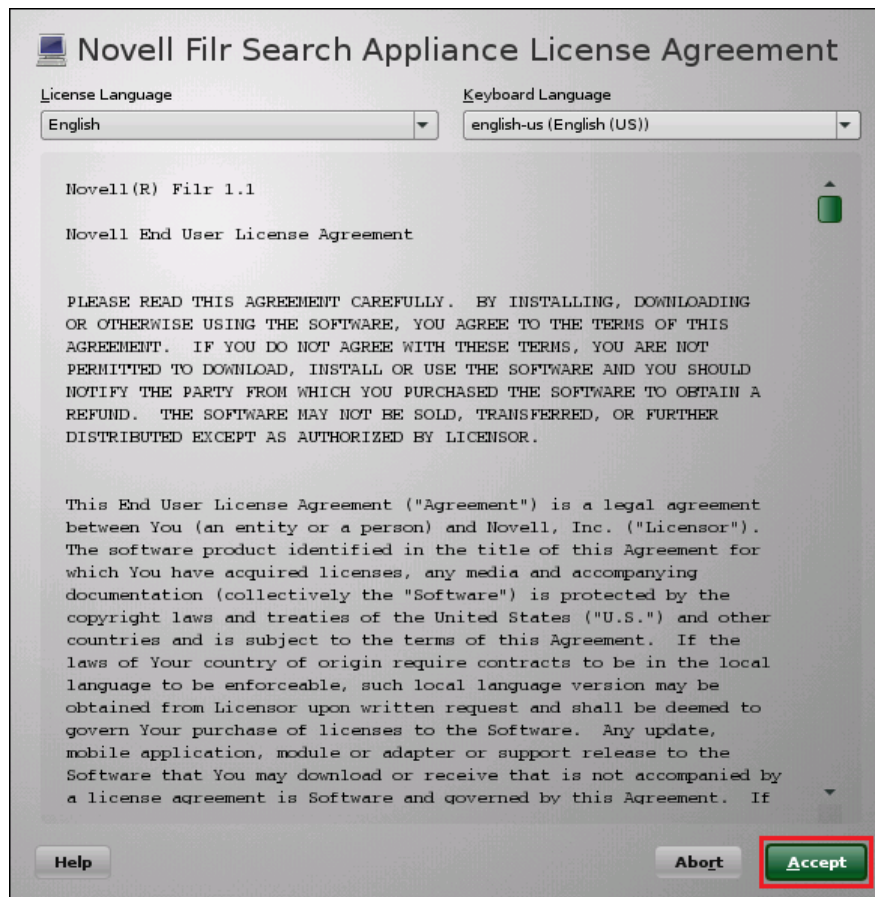 Novell Filr Search Appliance License Agreement
License Language
Keyboard Language
English
english-us (English (US))
Novell(R) Filr 1.1
Novell End User License Agreement
PLEASE READ THIS AGREEMENT CAREFULLY.  BY INSTALLING, DOWNLOADING
OR OTHERWISE USING THE SOFTWARE, YOU AGREE TO THE TERMS OF THIS
AGREEMENT.  IF YOU DO NOT AGREE WITH THESE TERMS, YOU ARE NOT
PERMITTED TO DOWNLOAD, INSTALL OR USE THE SOFTWARE AND YOU SHOULD
NOTIFY THE PARTY FROM WHICH YOU PURCHASED THE SOFTWARE TO OBTAIN A
REFUND.  THE SOFTWARE MAY NOT BE SOLD, TRANSFERRED, OR FURTHER
DISTRIBUTED EXCEPT AS AUTHORIZED BY LICENSOR.
This End User License Agreement ("Agreement") is a legal agreement
between You (an entity or a person) and Novell, Inc. ("Licensor").
The software product identified in the title of this Agreement for
which You have acquired licenses, any media and accompanying
documentation (collectively the "Software") is protected by the
copyright laws and treaties of the United States ("U.S.") and other
countries and is subject to the terms of this Agreement.  If the
laws of Your country of origin require contracts to be in the local
language to be enforceable, such local language version may be
obtained from Licensor upon written request and shall be deemed to
govern Your purchase of licenses to the Software.  Any update,
mobile application, module or adapter or support release to the
Software that You may download or receive that is not accompanied by
a license agreement is Software and governed by this Agreement.  If
Help
Abort
Accept